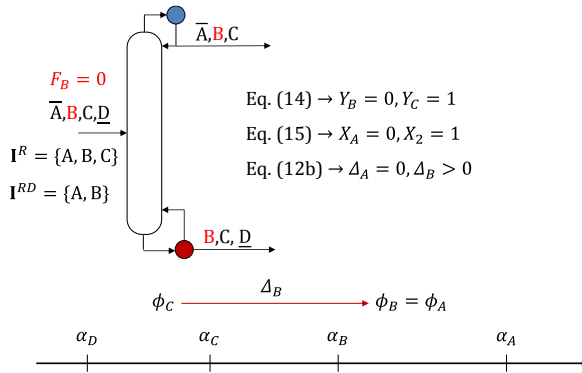 A̅,B,C
F_B = 0
A̅,B,C,D̲
I^R = {A, B, C}
I^RD = {A, B}
Eq. (14) → Y_B = 0, Y_C = 1
Eq. (15) → X_A = 0, X_2 = 1
Eq. (12b) → Δ_A = 0, Δ_B > 0
B,C, D̲
Δ_B
ϕ_C ϕ_B = ϕ_A
α_D α_C α_B α_A